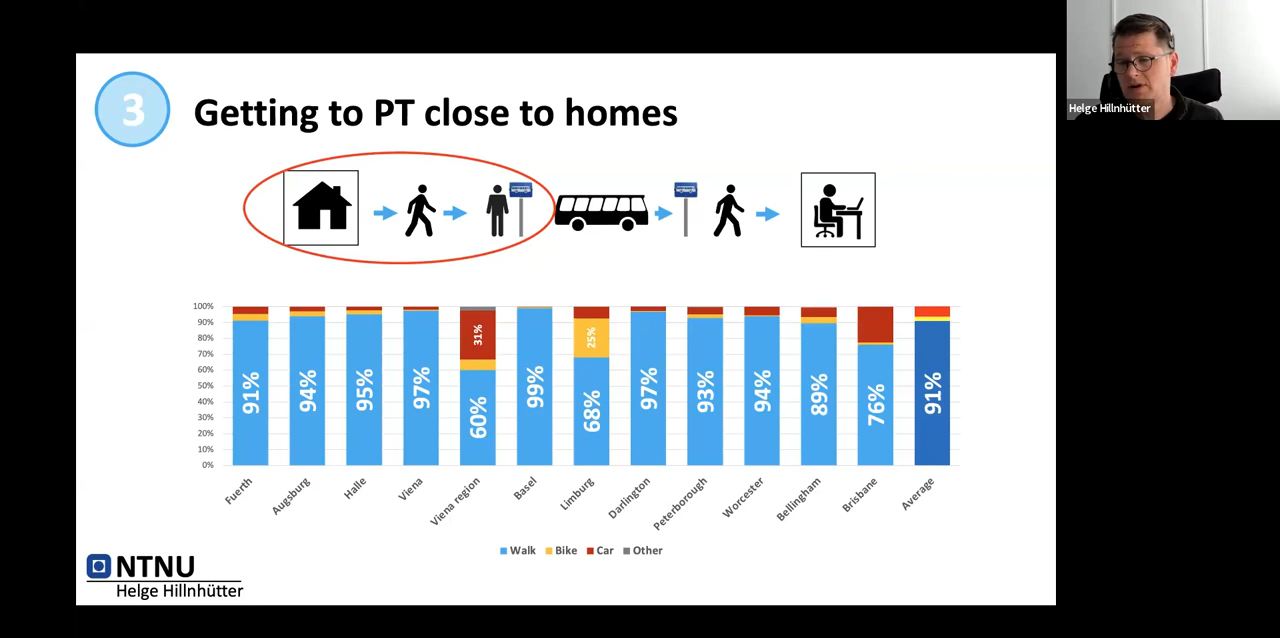 Helge Hillnhütter
3
Getting to PT close to homes
100%
90%
80%
70%
60%
50%
40%
30%
20%
10%
0%
91%
94%
95%
97%
31%
60%
99%
25%
68%
97%
93%
94%
89%
76%
91%
Fuerth
Augsburg
Halle
Viena
Viena region
Basel
Limburg
Darlington
Peterborough
Worcester
Bellingham
Brisbane
Average
Walk Bike Car Other
NTNU
Helge Hillnhütter